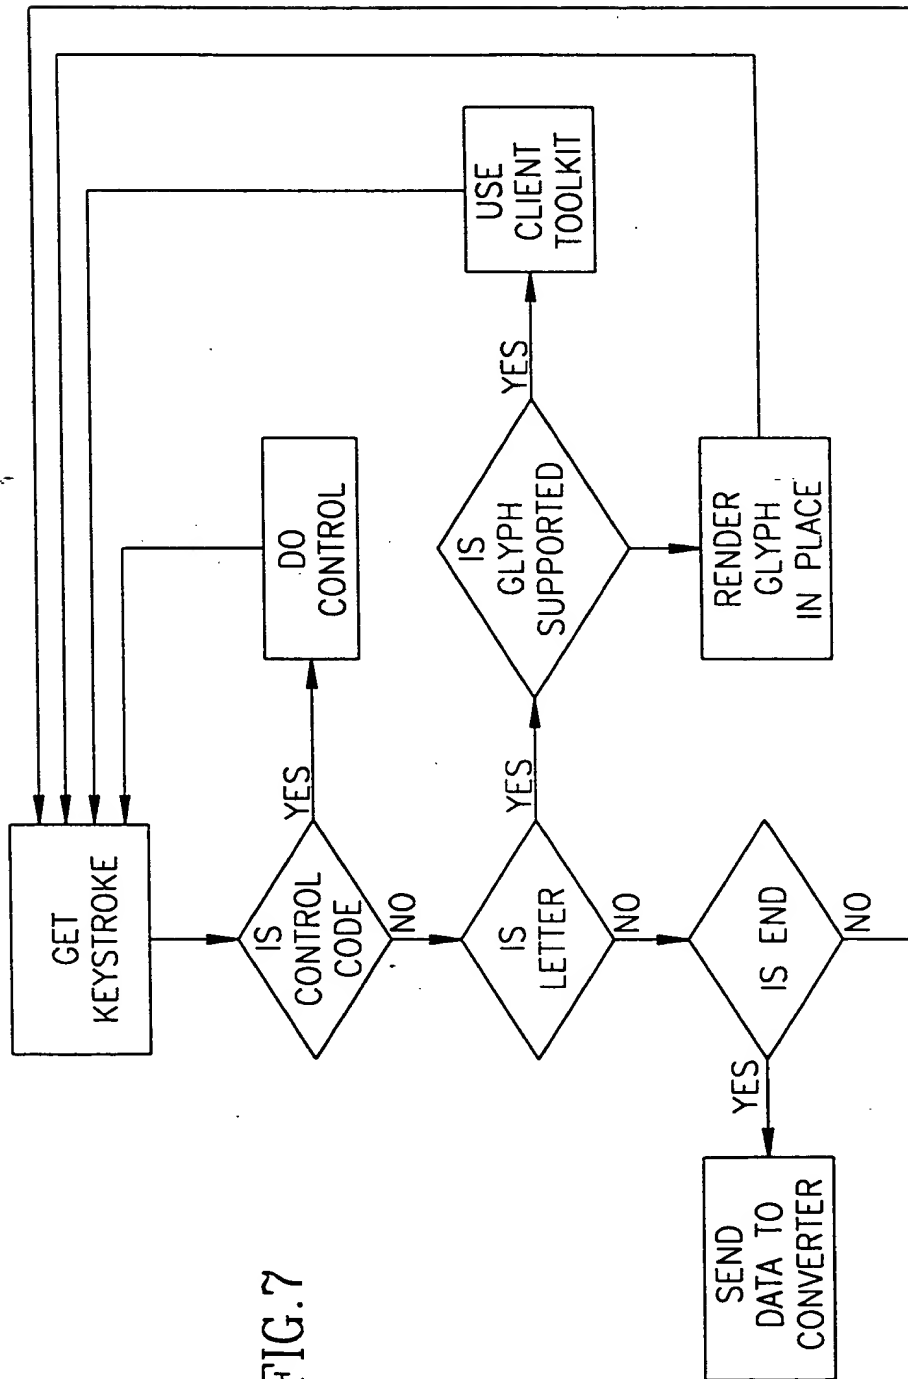 GET
KEYSTROKE
IS
CONTROL
CODE
YES
DO
CONTROL
NO
IS
LETTER
YES
IS
GLYPH
SUPPORTED
YES
USE
CLIENT
TOOLKIT
RENDER
GLYPH
IN PLACE
NO
IS END
NO
YES
SEND
DATA TO
CONVERTER
FIG.7